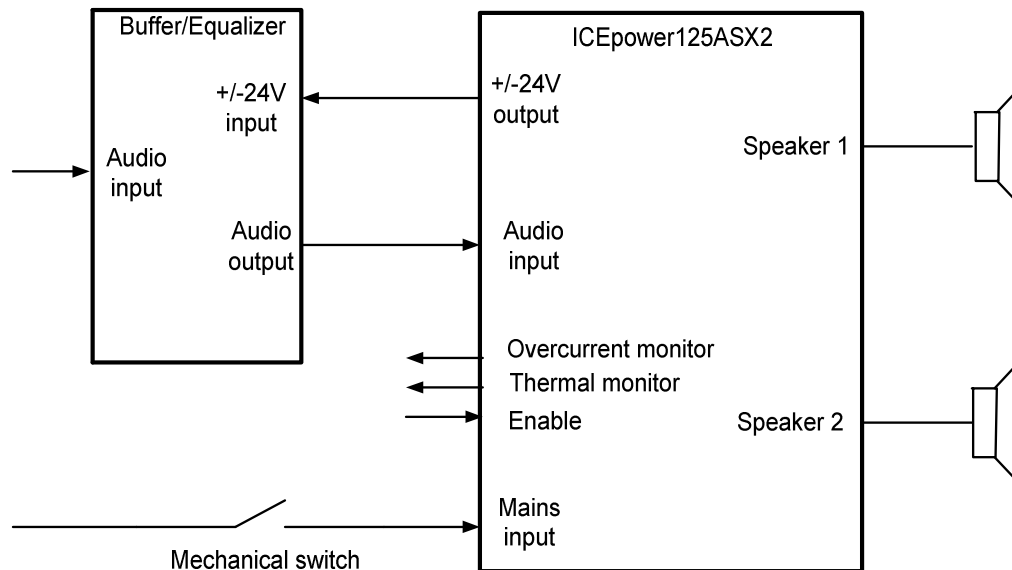 Buffer/Equalizer
+/-24V
input
Audio
input
Audio
output
ICEpower125ASX2
+/-24V
output
Speaker 1
Audio
input
Overcurrent monitor
Thermal monitor
Enable
Speaker 2
Mains
input
Mechanical switch